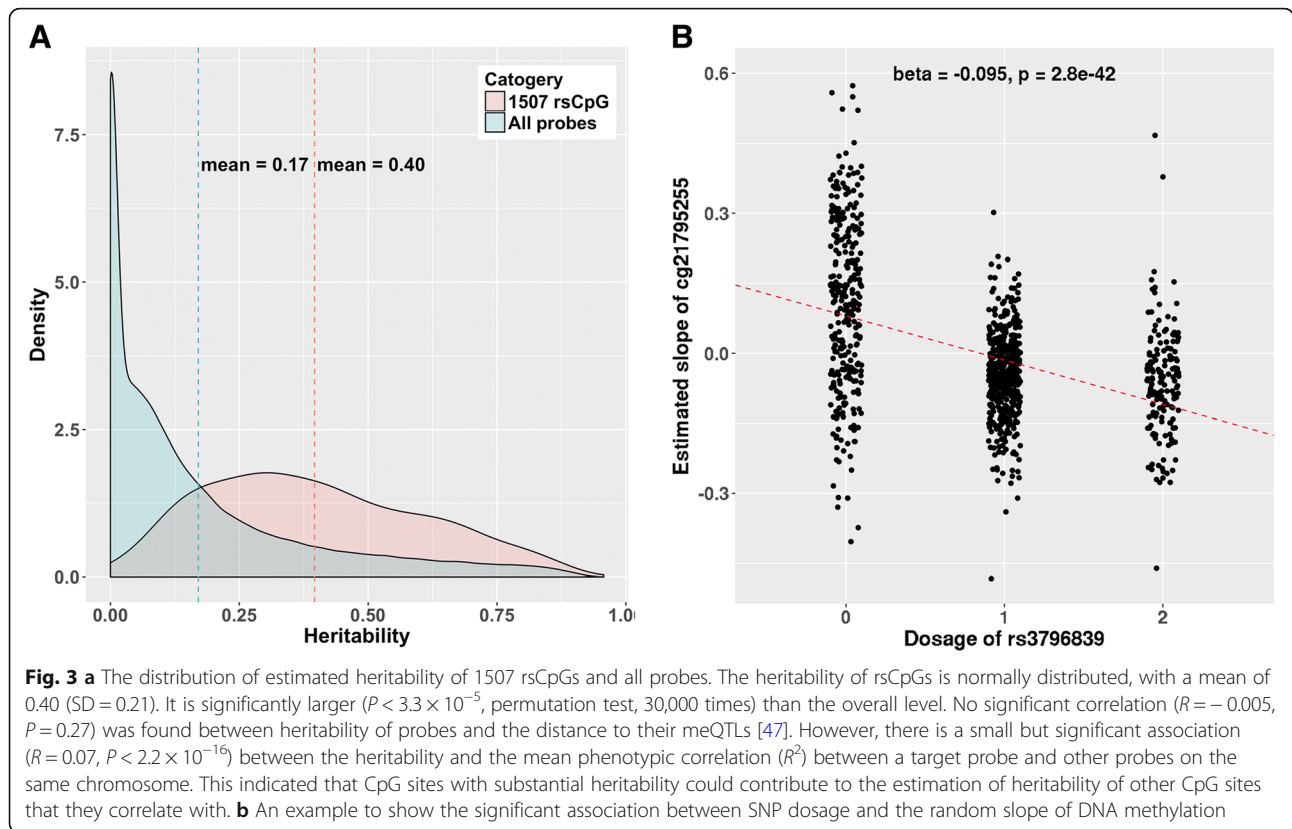 A
Catogery
1507 rsCpG
All probes
mean = 0.17
mean = 0.40
7.5
5.0
2.5
0.0
Density
0.00
0.25
0.50
0.75
1.0
Heritability
B
beta = -0.095, p = 2.8e-42
0.6
0.3
0.0
-0.3
Estimated slope of cg21795255
0
1
2
Dosage of rs3796839
Fig. 3 a The distribution of estimated heritability of 1507 rsCpGs and all probes. The heritability of rsCpGs is normally distributed, with a mean of
0.40 (SD = 0.21). It is significantly larger (P < 3.3 × 10⁻⁵, permutation test, 30,000 times) than the overall level. No significant correlation (R = − 0.005,
P = 0.27) was found between heritability of probes and the distance to their meQTLs [47]. However, there is a small but significant association
(R = 0.07, P < 2.2 × 10⁻¹⁶) between the heritability and the mean phenotypic correlation (R²) between a target probe and other probes on the
same chromosome. This indicated that CpG sites with substantial heritability could contribute to the estimation of heritability of other CpG sites
that they correlate with. b An example to show the significant association between SNP dosage and the random slope of DNA methylation